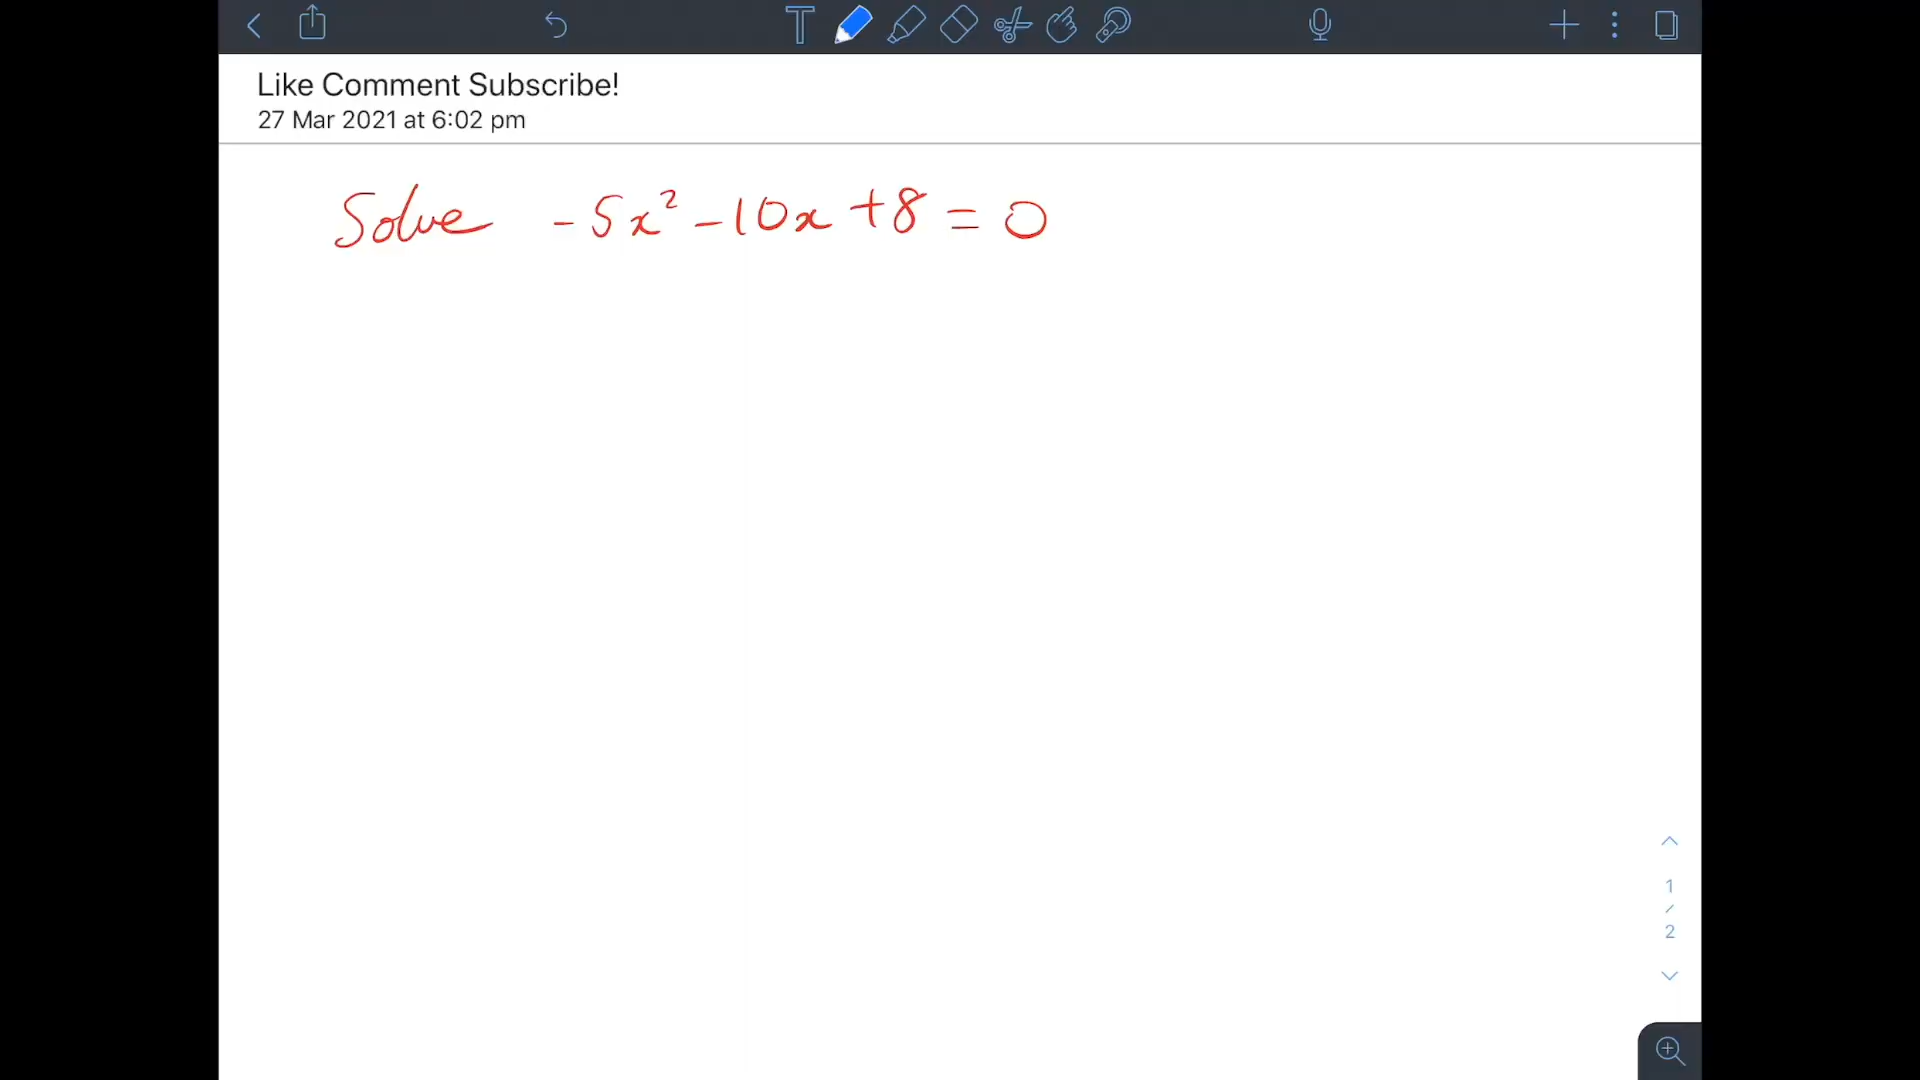 Like Comment Subscribe!
27 Mar 2021 at 6:02 pm
Solve -5x² -10x +8 = 0
1
/
2